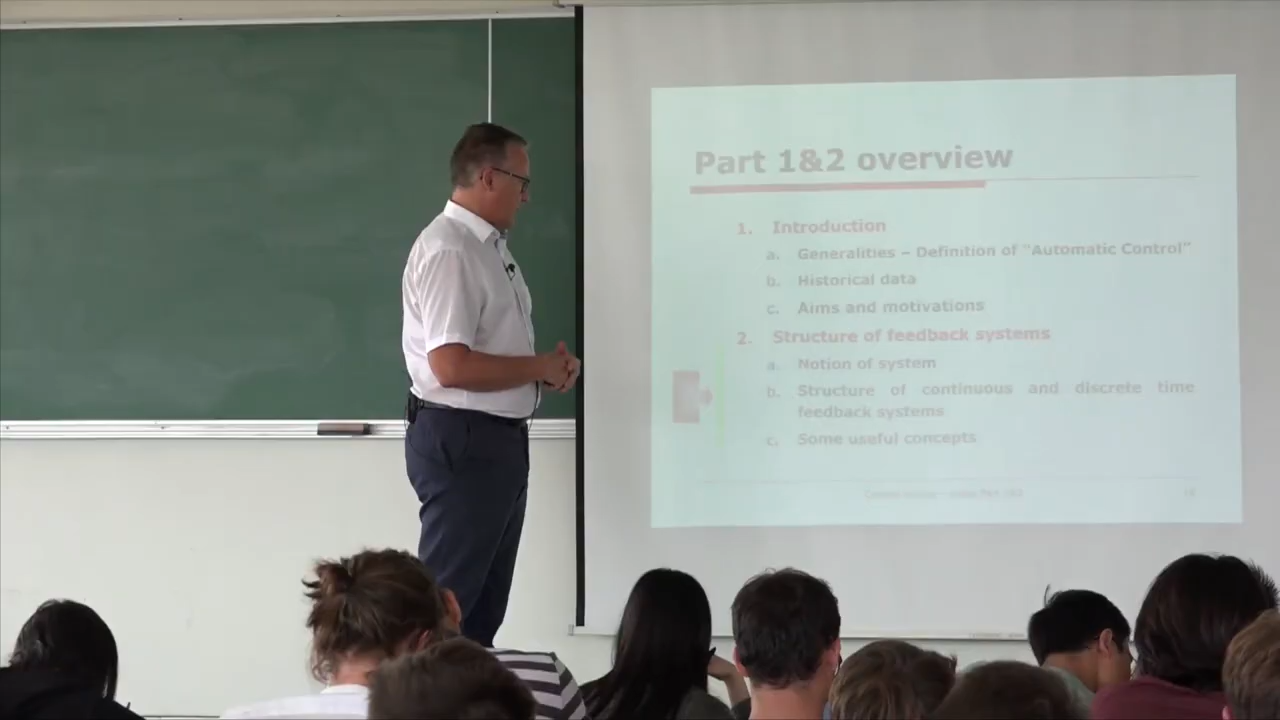 Part 1&2 overview
1. Introduction
a. Generalities – Definition of “Automatic Control”
b. Historical data
c. Aims and motivations
2. Structure of feedback systems
a. Notion of system
b. Structure of continuous and discrete time
feedback systems
c. Some useful concepts